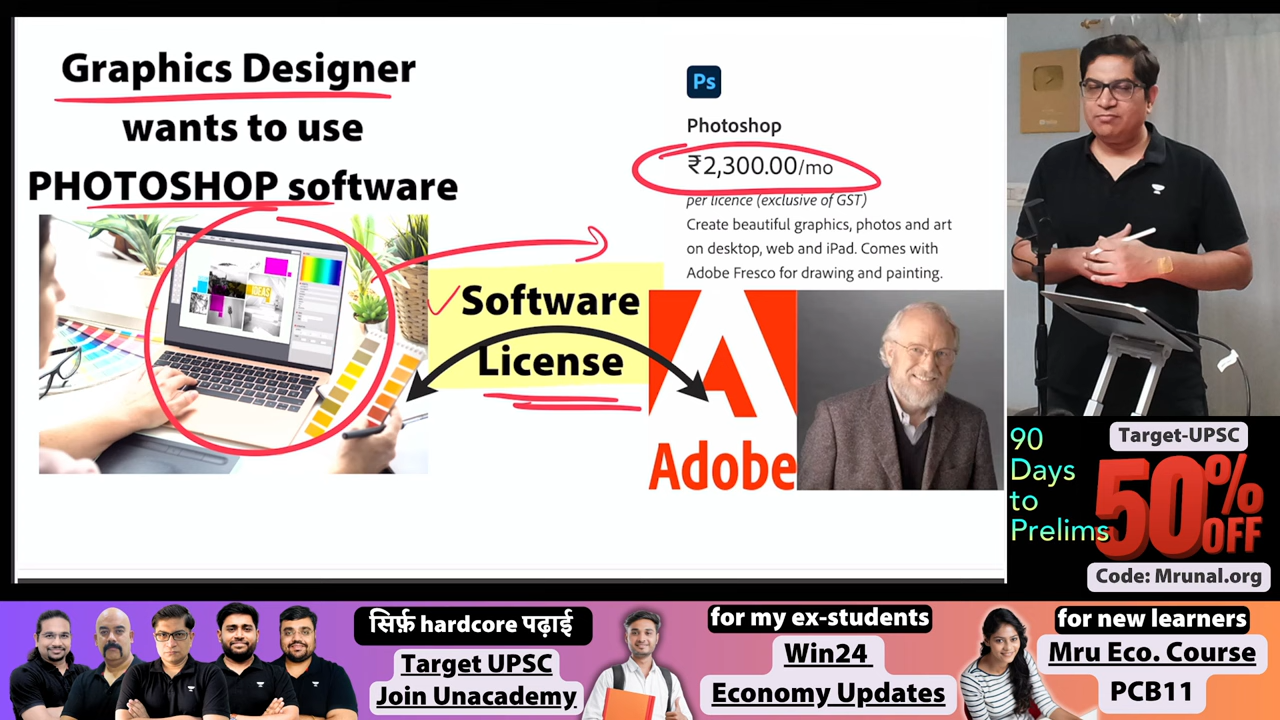 Graphics Designer
wants to use
PHOTOSHOP software
Ps
Photoshop
₹2,300.00/mo
per licence (exclusive of GST)
Create beautiful graphics, photos and art
on desktop, web and iPad. Comes with
Adobe Fresco for drawing and painting.
Software
License
IDEAS
Adobe
90
Days
to
Prelims
Target-UPSC
50%
OFF
Code: Mrunal.org
सिर्फ़ hardcore पढ़ाई
Target UPSC
Join Unacademy
for my ex-students
Win24
Economy Updates
for new learners
Mru Eco. Course
PCB11